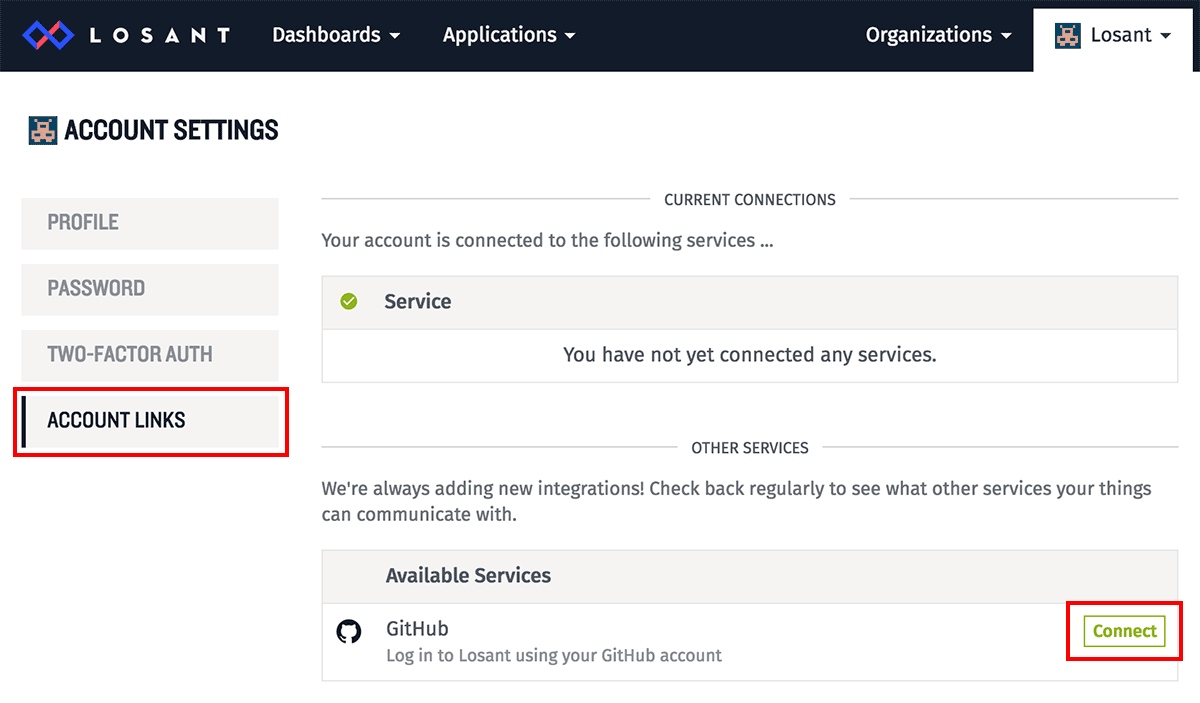 LOSANT Dashboards Applications Organizations Losant
ACCOUNT SETTINGS
PROFILE
PASSWORD
TWO-FACTOR AUTH
ACCOUNT LINKS
CURRENT CONNECTIONS
Your account is connected to the following services ...
Service
You have not yet connected any services.
OTHER SERVICES
We're always adding new integrations! Check back regularly to see what other services your things
can communicate with.
Available Services
GitHub
Log in to Losant using your GitHub account
Connect